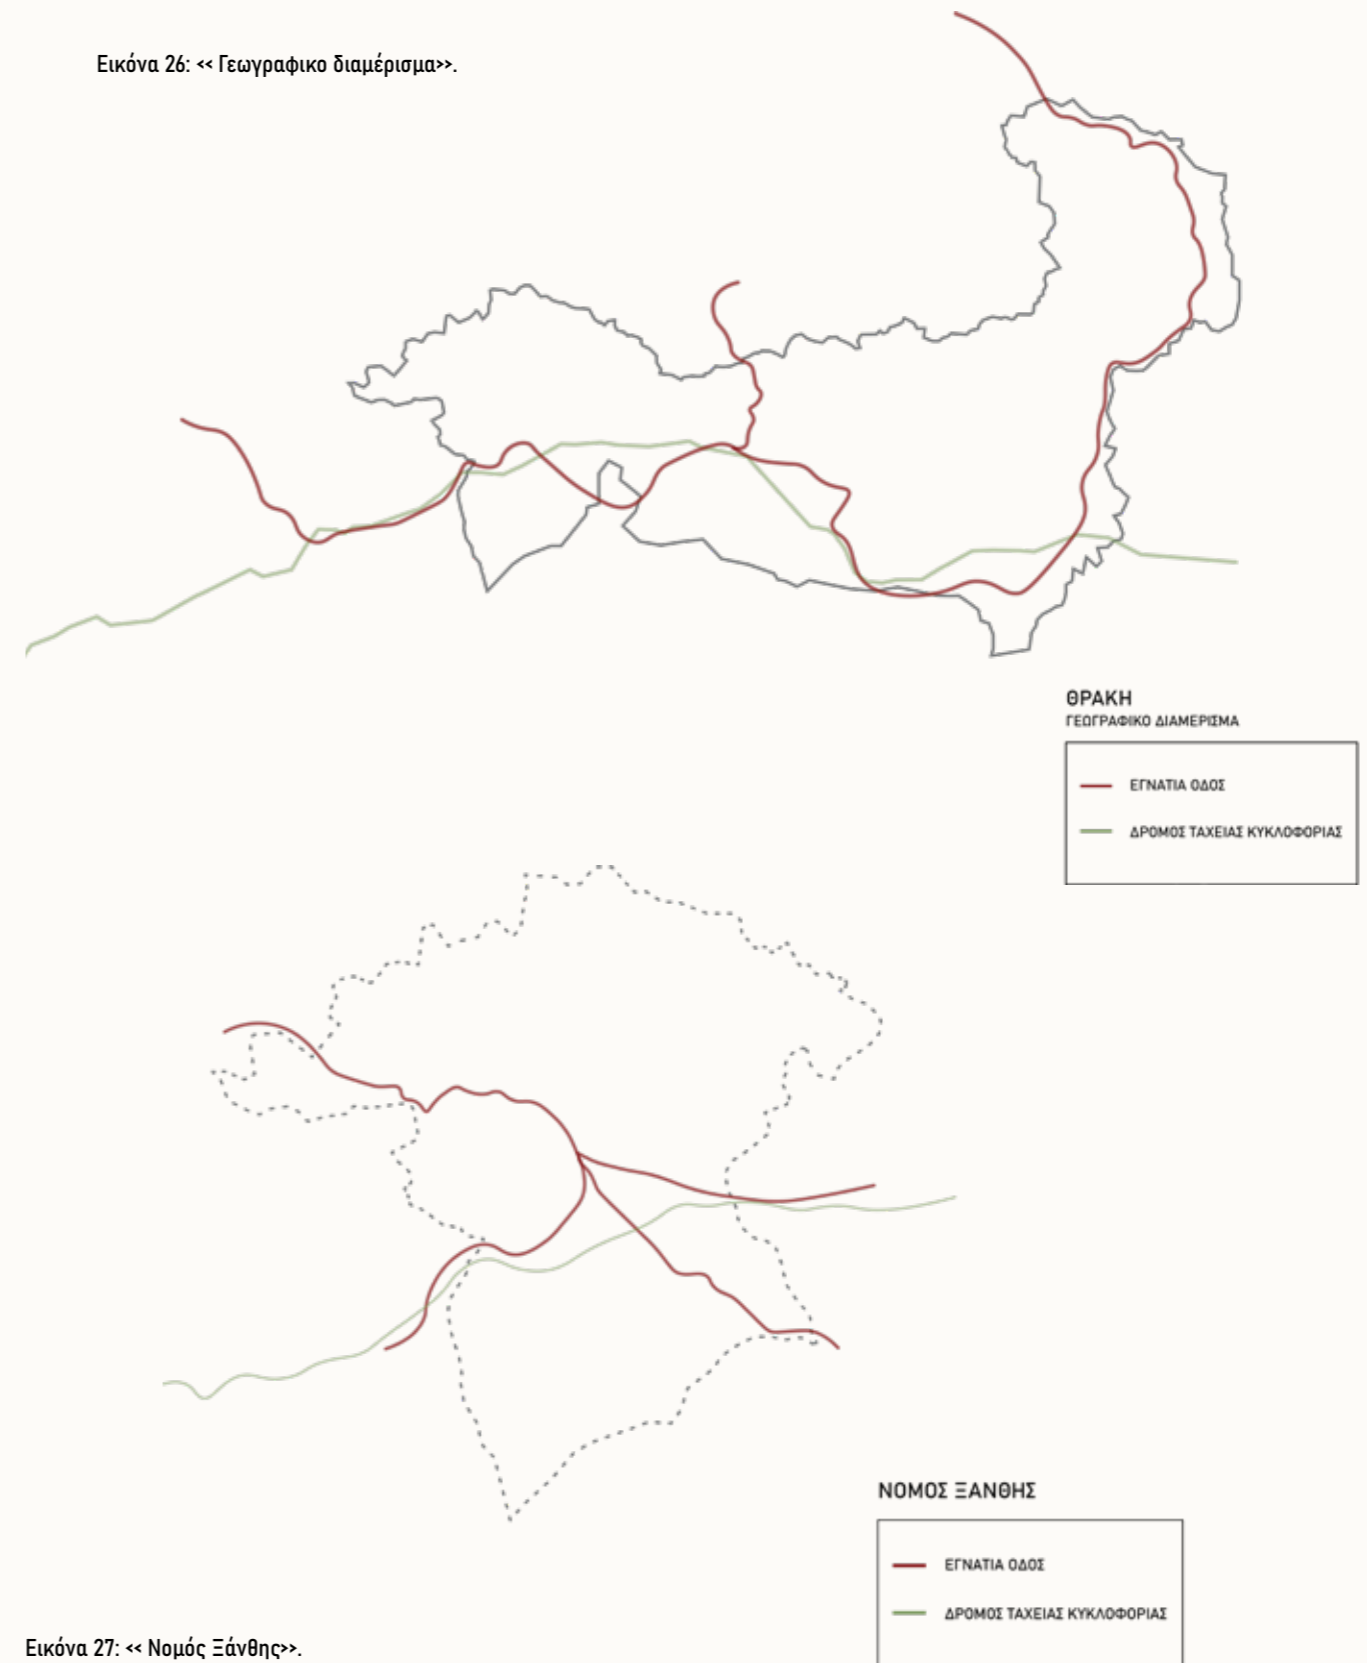 Εικόνα 26: << Γεωγραφικο διαμέρισμα>>.
ΘΡΑΚΗ
ΓΕΩΓΡΑΦΙΚΟ ΔΙΑΜΕΡΙΣΜΑ
ΕΓΝΑΤΙΑ ΟΔΟΣ
ΔΡΟΜΟΣ ΤΑΧΕΙΑΣ ΚΥΚΛΟΦΟΡΙΑΣ
ΝΟΜΟΣ ΞΑΝΘΗΣ
ΕΓΝΑΤΙΑ ΟΔΟΣ
ΔΡΟΜΟΣ ΤΑΧΕΙΑΣ ΚΥΚΛΟΦΟΡΙΑΣ
Εικόνα 27: << Νομός Ξάνθης>>.